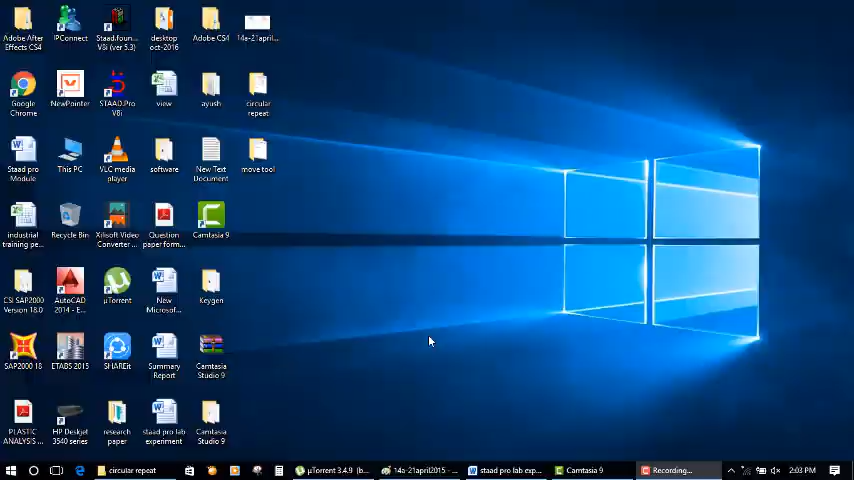 Adobe After
Effects CS4
IPConnect
Staad.foun...
V8i (ver 5.3)
desktop
oct-2016
Adobe CS4
14a-21april...
Google
Chrome
NewPointer
STAAD.Pro
V8i
view
ayush
circular
repeat
Staad pro
Module
This PC
VLC media
player
software
New Text
Document
move tool
industrial
training pe...
Recycle Bin
Xilisoft Video
Converter ...
Question
paper form...
Camtasia 9
CSI SAP2000
Version 18.0
AutoCAD
2014 - E...
µTorrent
New
Microsof...
Keygen
SAP2000 18
ETABS 2015
SHAREit
Summary
Report
Camtasia
Studio 9
PLASTIC
ANALYSIS ...
HP Deskjet
3540 series
research
paper
staad pro lab
experiment
Camtasia
Studio 9
circular repeat
µTorrent 3.4.9 (b...
14a-21april2015 - ...
staad pro lab exp...
Camtasia 9
Recording...
2:03 PM